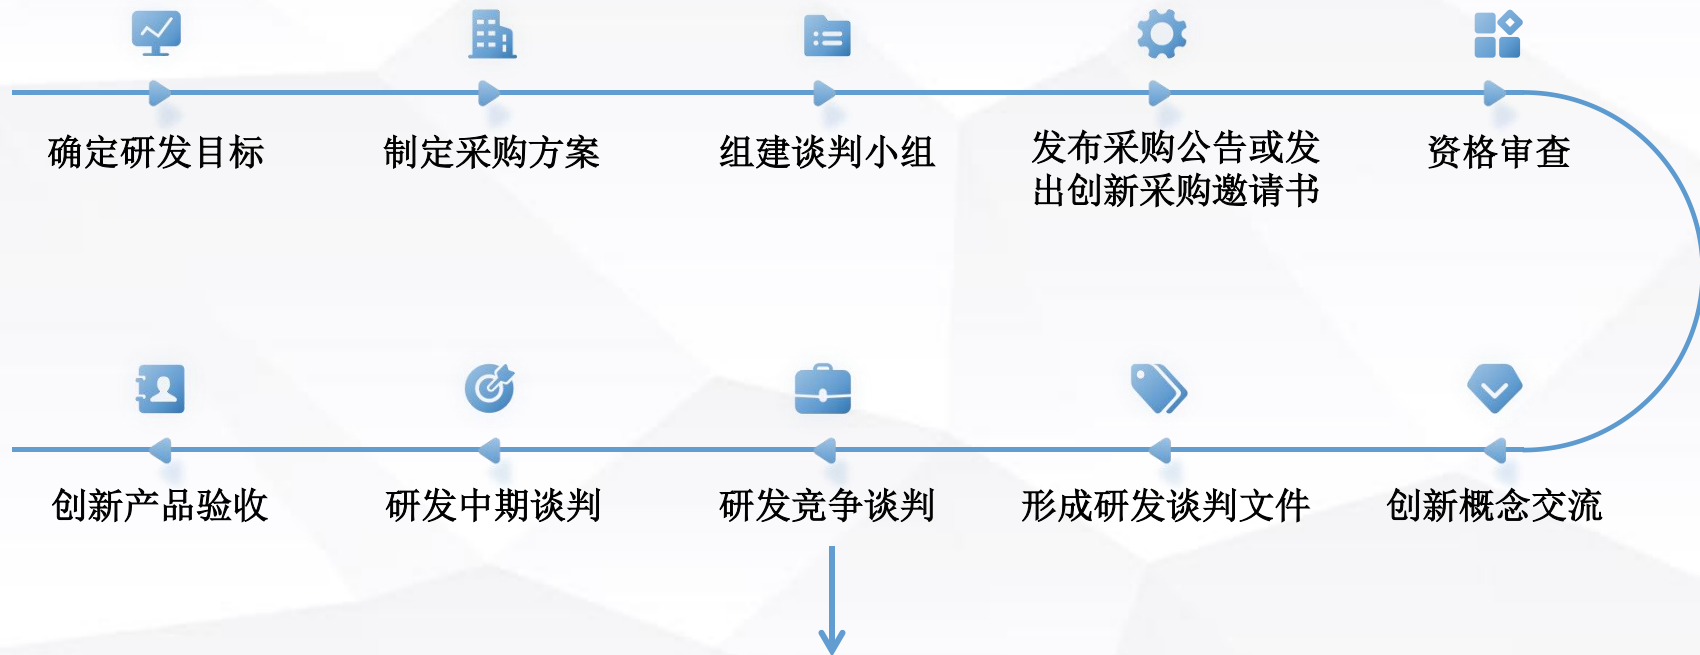 确定研发目标
制定采购方案
组建谈判小组
发布采购公告或发
出创新采购邀请书
资格审查
创新概念交流
形成研发谈判文件
研发竞争谈判
研发中期谈判
创新产品验收